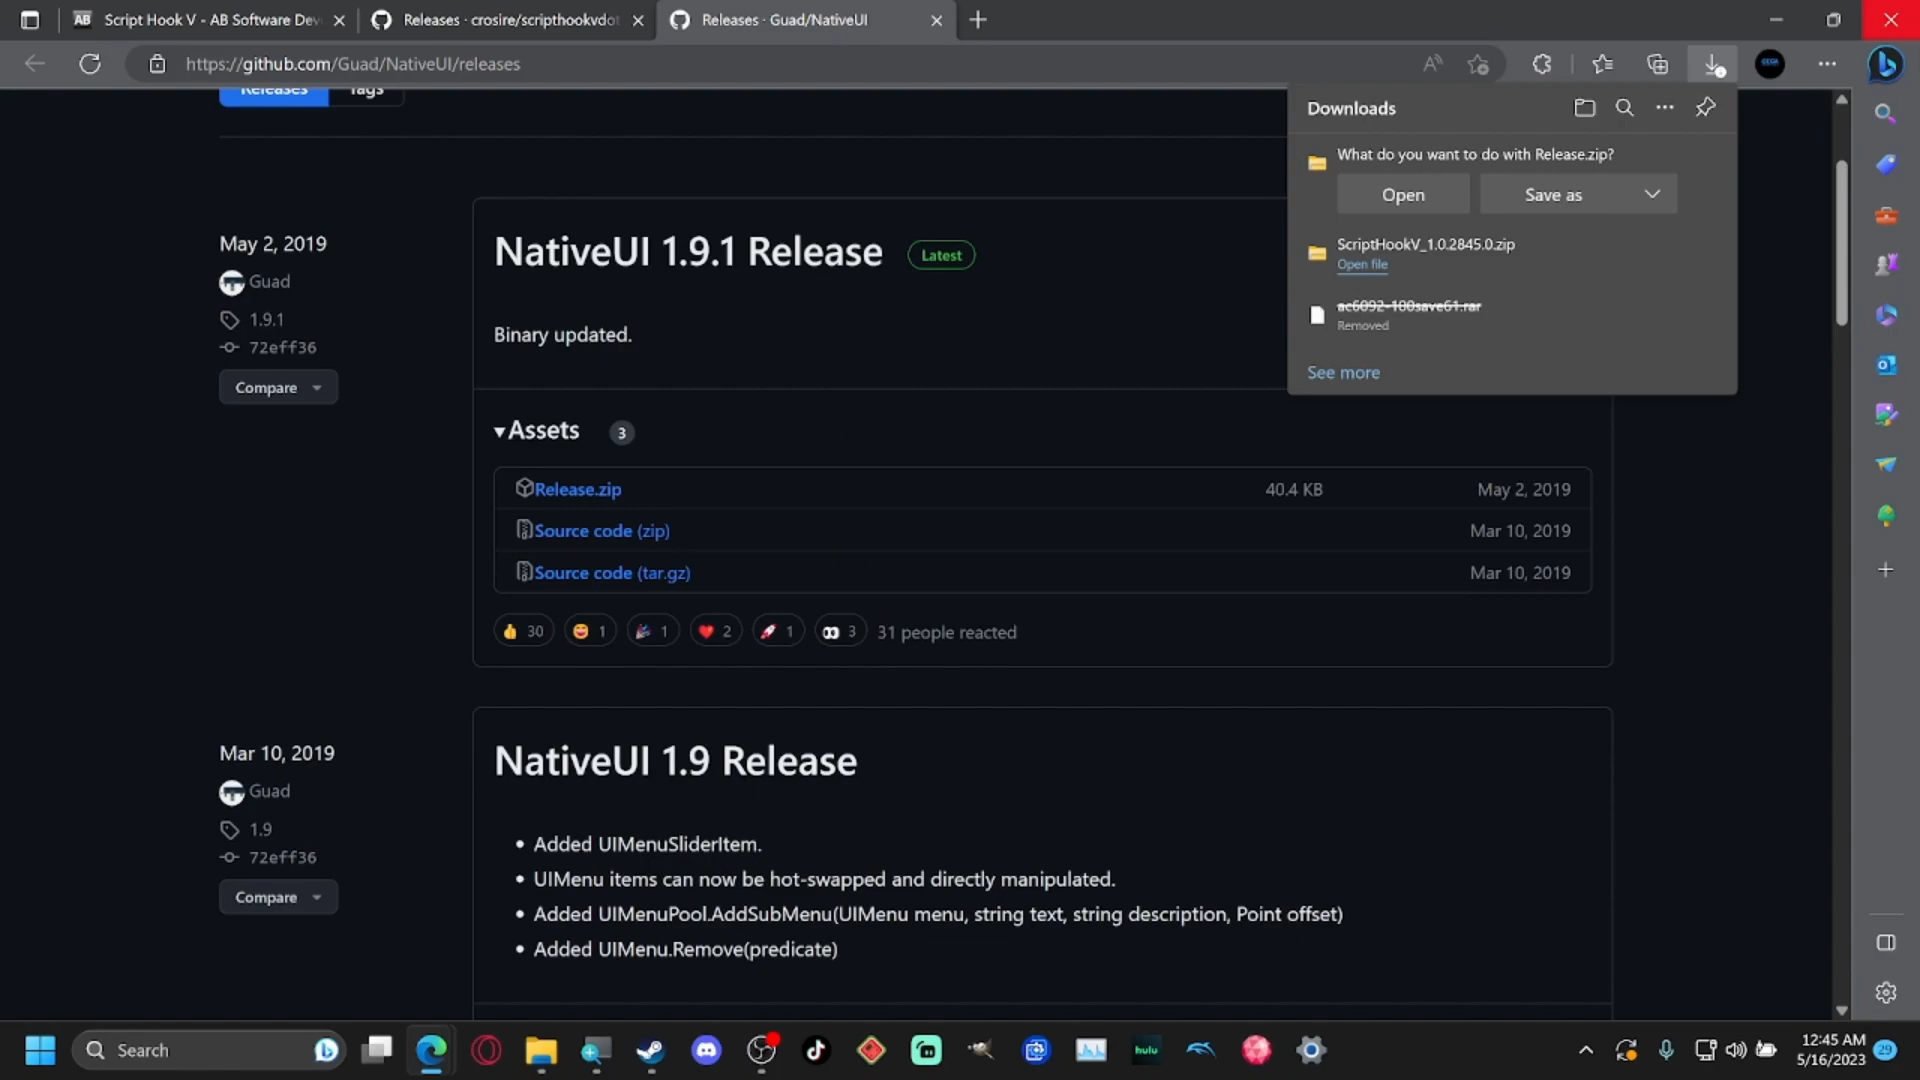 AB Script Hook V - AB Software Dev
Releases · crosire/scripthookvdot
Releases · Guad/NativeUI
https://github.com/Guad/NativeUI/releases
Releases
Tags
Downloads
What do you want to do with Release.zip?
Open
Save as
ScriptHookV_1.0.2845.0.zip
Open file
ac6092-100save61.rar
Removed
See more
May 2, 2019
Guad
1.9.1
72eff36
Compare
NativeUI 1.9.1 Release
Latest
Binary updated.
Assets 3
Release.zip 40.4 KB May 2, 2019
Source code (zip) Mar 10, 2019
Source code (tar.gz) Mar 10, 2019
30 1 1 2 1 3 31 people reacted
Mar 10, 2019
Guad
1.9
72eff36
Compare
NativeUI 1.9 Release
• Added UIMenuSliderItem.
• UIMenu items can now be hot-swapped and directly manipulated.
• Added UIMenuPool.AddSubMenu(UIMenu menu, string text, string description, Point offset)
• Added UIMenu.Remove(predicate)
Search
hulu
12:45 AM
5/16/2023
29